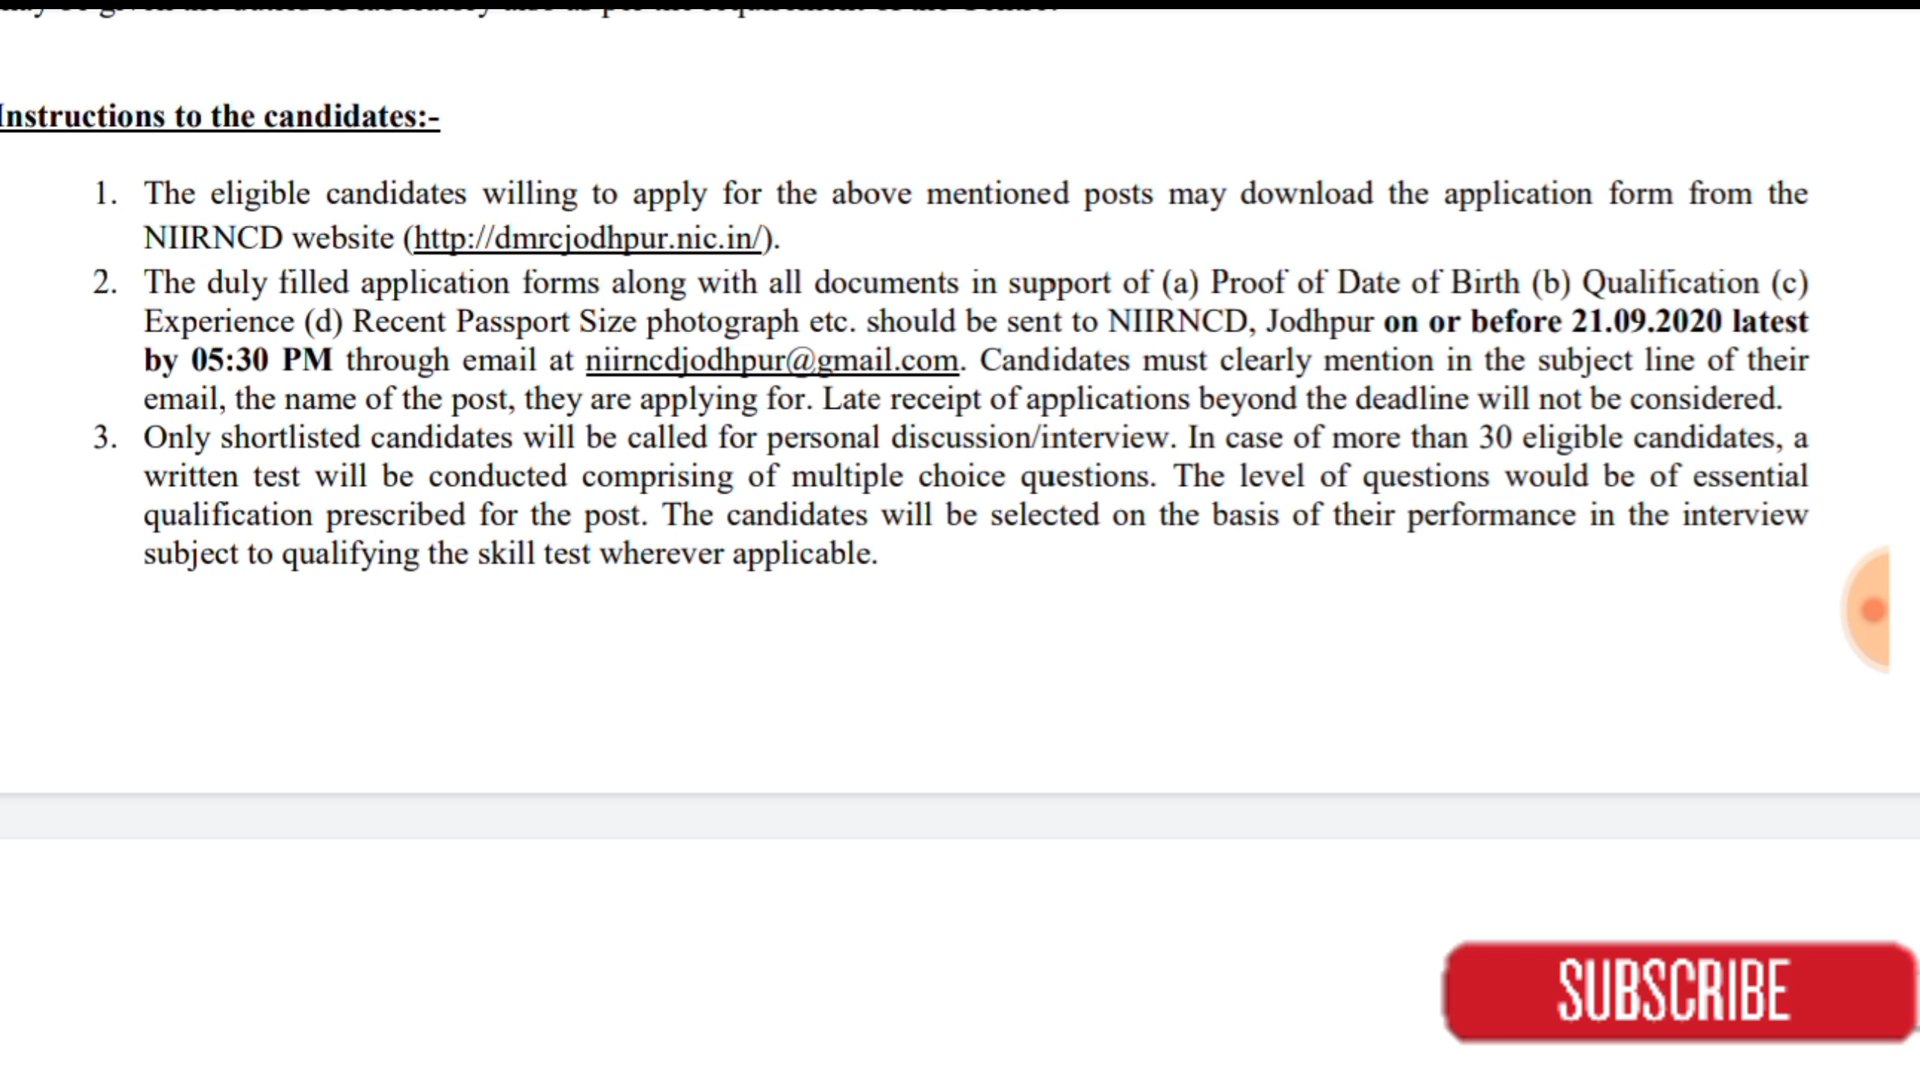 Instructions to the candidates:-
1. The eligible candidates willing to apply for the above mentioned posts may download the application form from the
NIIRNCD website (http://dmrcjodhpur.nic.in/).
2. The duly filled application forms along with all documents in support of (a) Proof of Date of Birth (b) Qualification (c)
Experience (d) Recent Passport Size photograph etc. should be sent to NIIRNCD, Jodhpur on or before 21.09.2020 latest
by 05:30 PM through email at niirncdjodhpur@gmail.com. Candidates must clearly mention in the subject line of their
email, the name of the post, they are applying for. Late receipt of applications beyond the deadline will not be considered.
3. Only shortlisted candidates will be called for personal discussion/interview. In case of more than 30 eligible candidates, a
written test will be conducted comprising of multiple choice questions. The level of questions would be of essential
qualification prescribed for the post. The candidates will be selected on the basis of their performance in the interview
subject to qualifying the skill test wherever applicable.
SUBSCRIBE